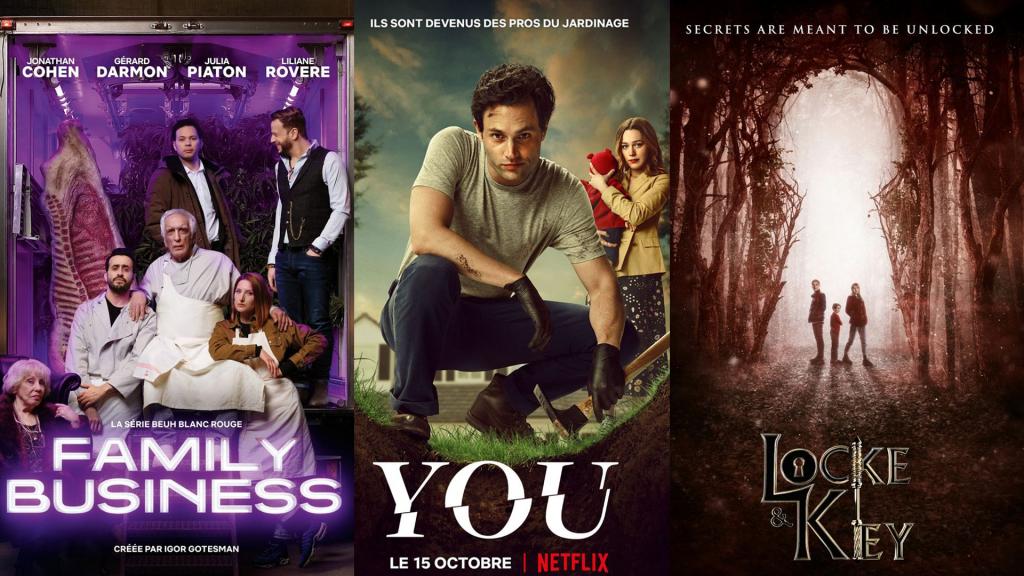 JONATHAN
COHEN
GÉRARD
DARMON
JULIA
PIATON
LILIANE
ROVERE
LA SÉRIE BEUH BLANC ROUGE
FAMILY
BUSINESS
CRÉÉE PAR IGOR GOTESMAN
ILS SONT DEVENUS DES PROS DU JARDINAGE
YOU
LE 15 OCTOBRE | NETFLIX
SECRETS ARE MEANT TO BE UNLOCKED
LOCKE
& KEY